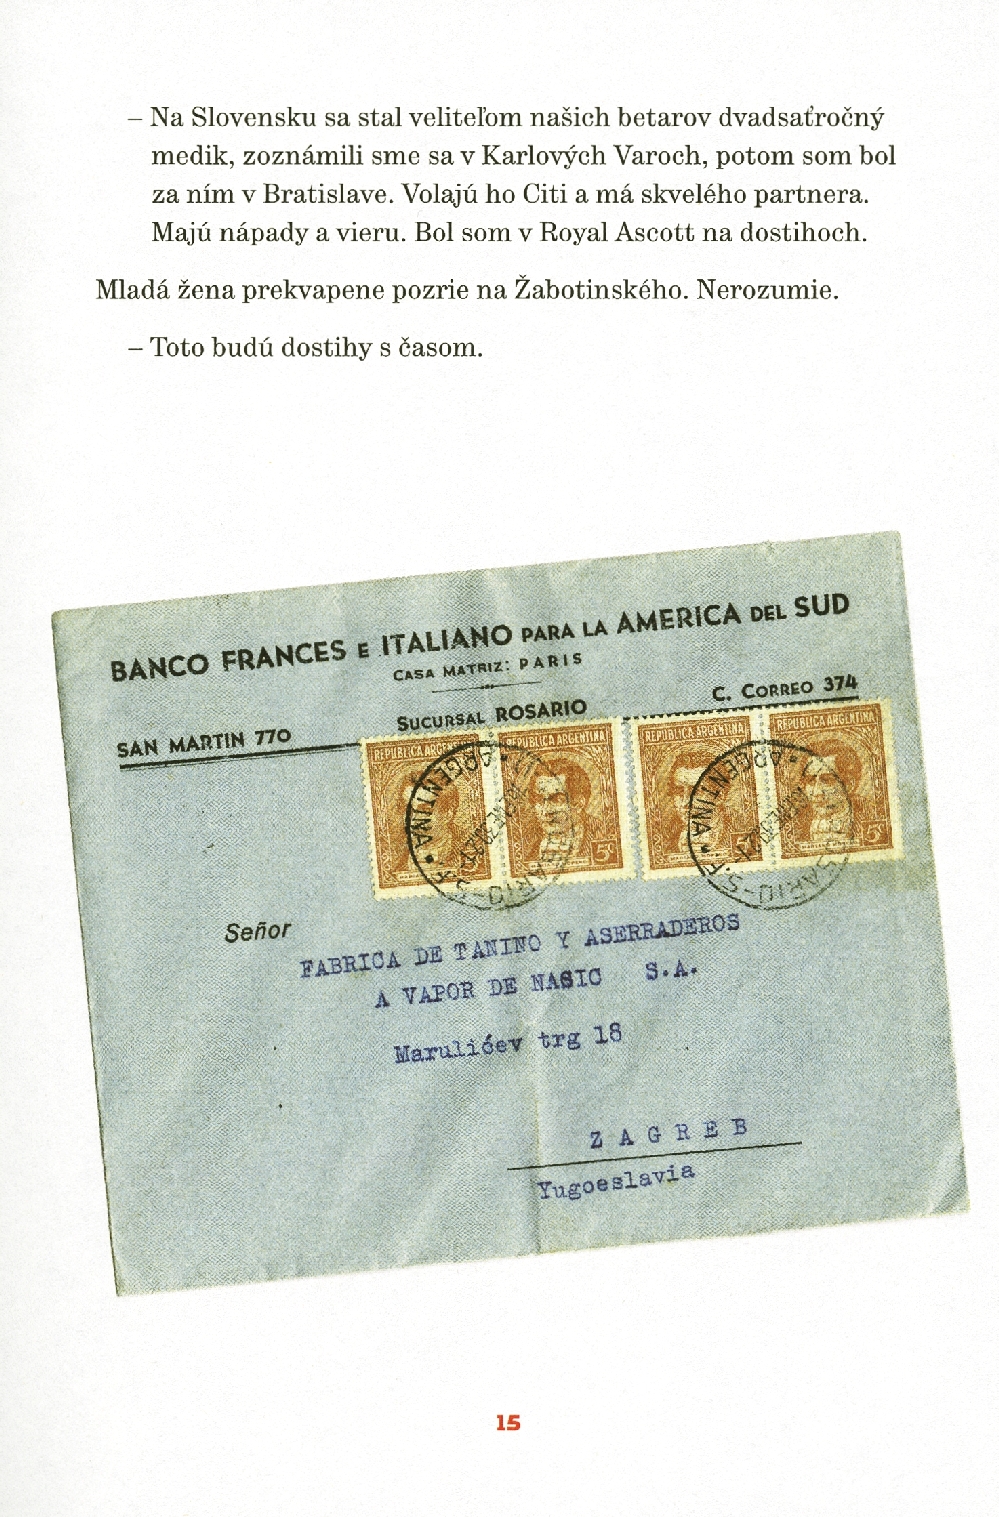 – Na Slovensku sa stal veliteľom našich betarov dvadsaťročný
medik, zoznámili sme sa v Karlových Varoch, potom som bol
za ním v Bratislave. Volajú ho Citi a má skvelého partnera.
Majú nápady a vieru. Bol som v Royal Ascott na dostihoch.
Mladá žena prekvapene pozrie na Žabotinského. Nerozumie.
– Toto budú dostihy s časom.
BANCO FRANCES E ITALIANO PARA LA AMERICA DEL SUD
CASA MATRIZ: PARIS
SUCURSAL ROSARIO
C. CORREO 374
SAN MARTIN 770
REPUBLICA ARGENTINA
REPUBLICA ARGENTINA
REPUBLICA ARGENTINA
5c
5c
ARGENTINA
ARGENTINA
Señor
FABRICA DE TANINO Y ASERRADEROS
A VAPOR DE NASIC S.A.
Marulićev trg 18
ZAGREB
Yugoeslavia
15